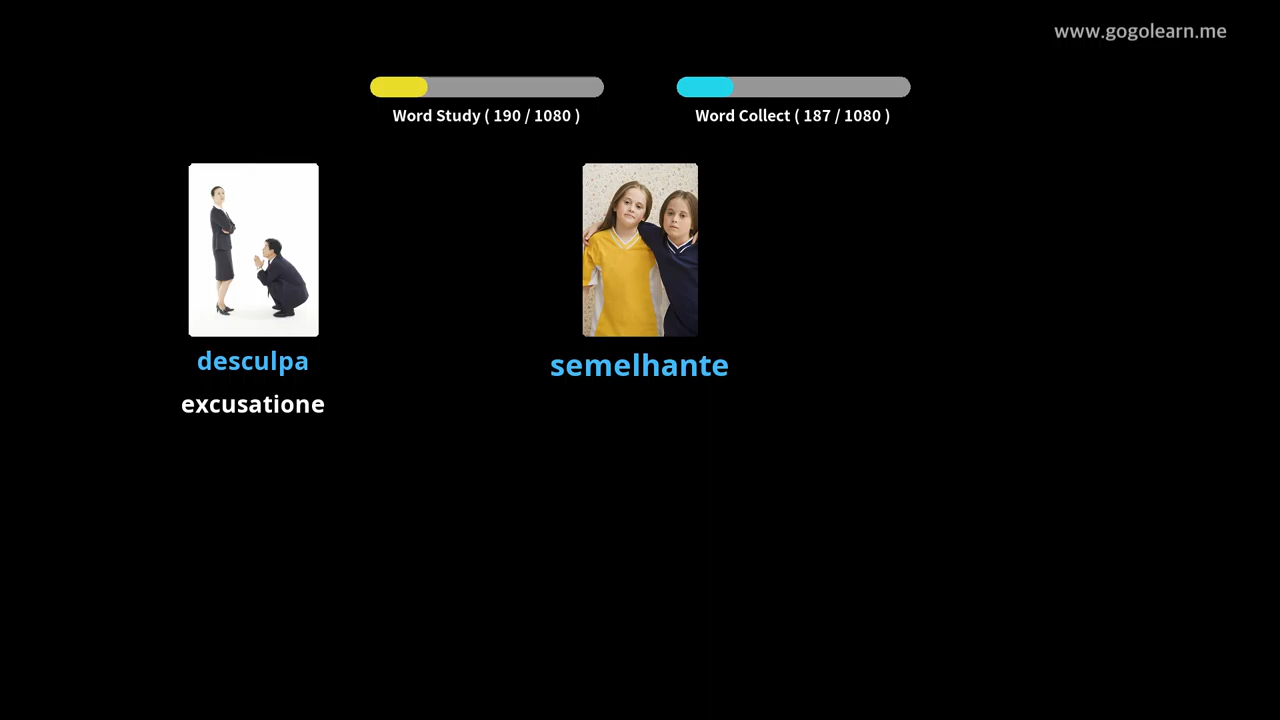 www.gogolearn.me
Word Study ( 190 / 1080 )
Word Collect ( 187 / 1080 )
desculpa
excusatione
semelhante